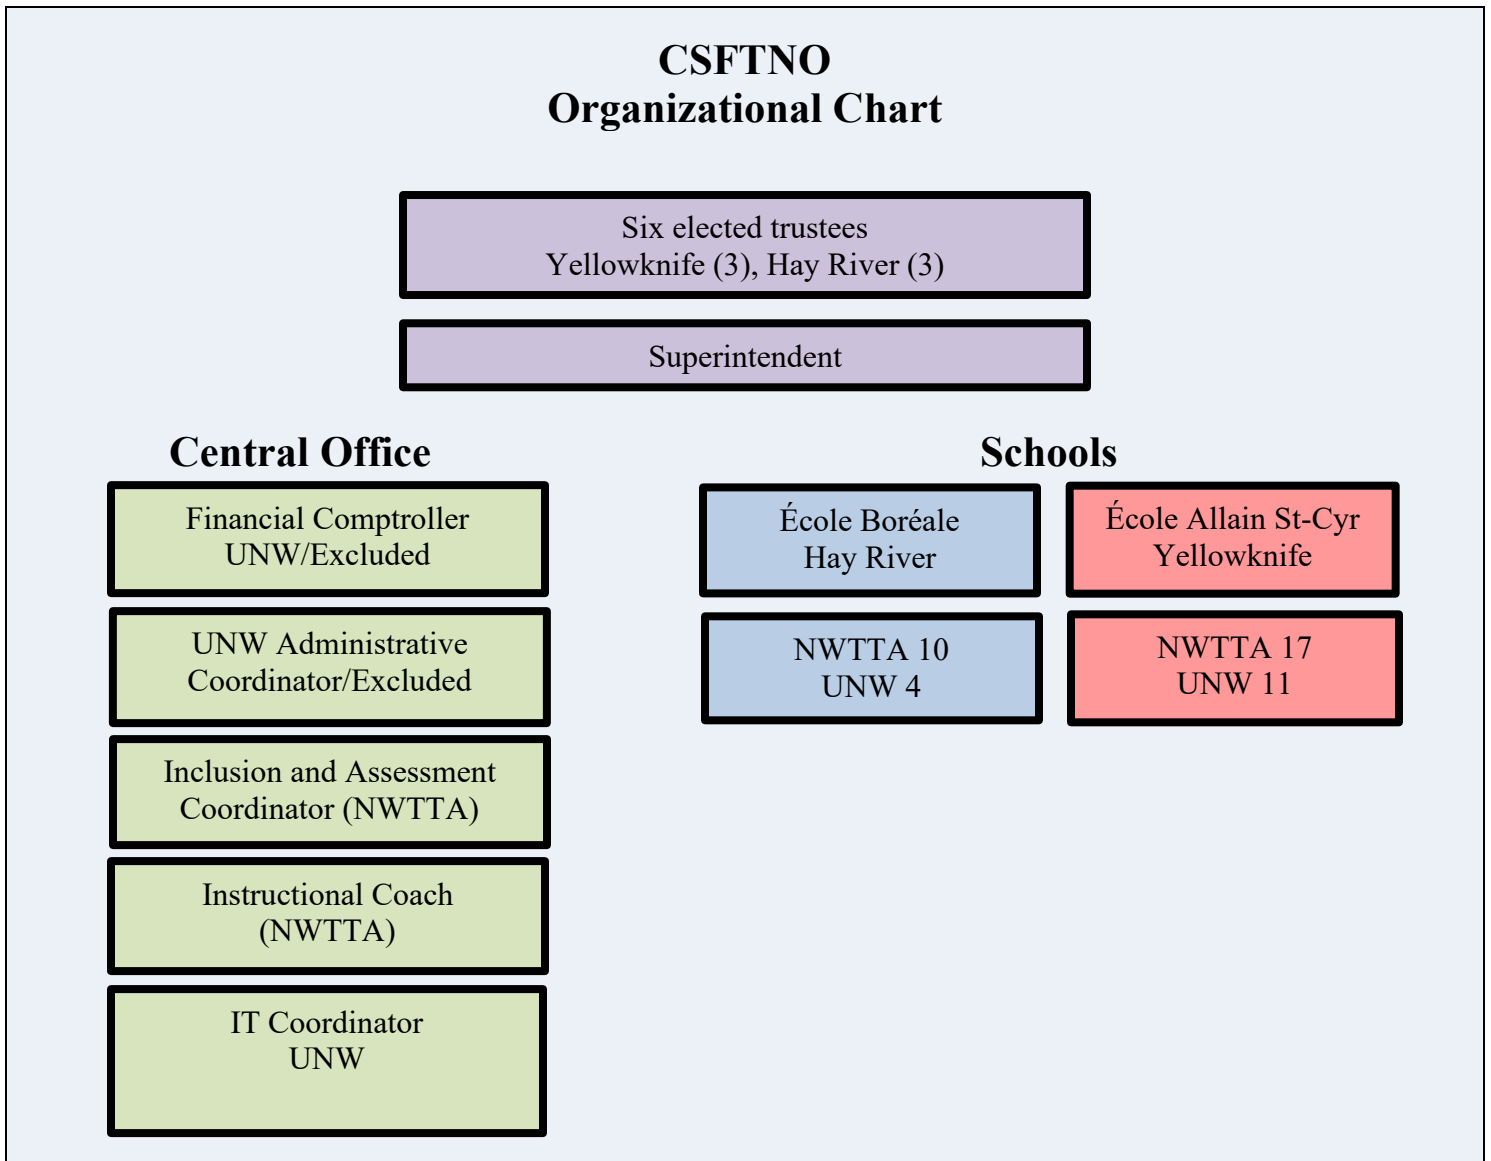 CSFTNO
Organizational Chart
Six elected trustees
Yellowknife (3), Hay River (3)
Superintendent
Central Office
Financial Comptroller
UNW/Excluded
UNW Administrative
Coordinator/Excluded
Inclusion and Assessment
Coordinator (NWTTA)
Instructional Coach
(NWTTA)
IT Coordinator
UNW
Schools
École Boréale
Hay River
NWTTA 10
UNW 4
École Allain St-Cyr
Yellowknife
NWTTA 17
UNW 11